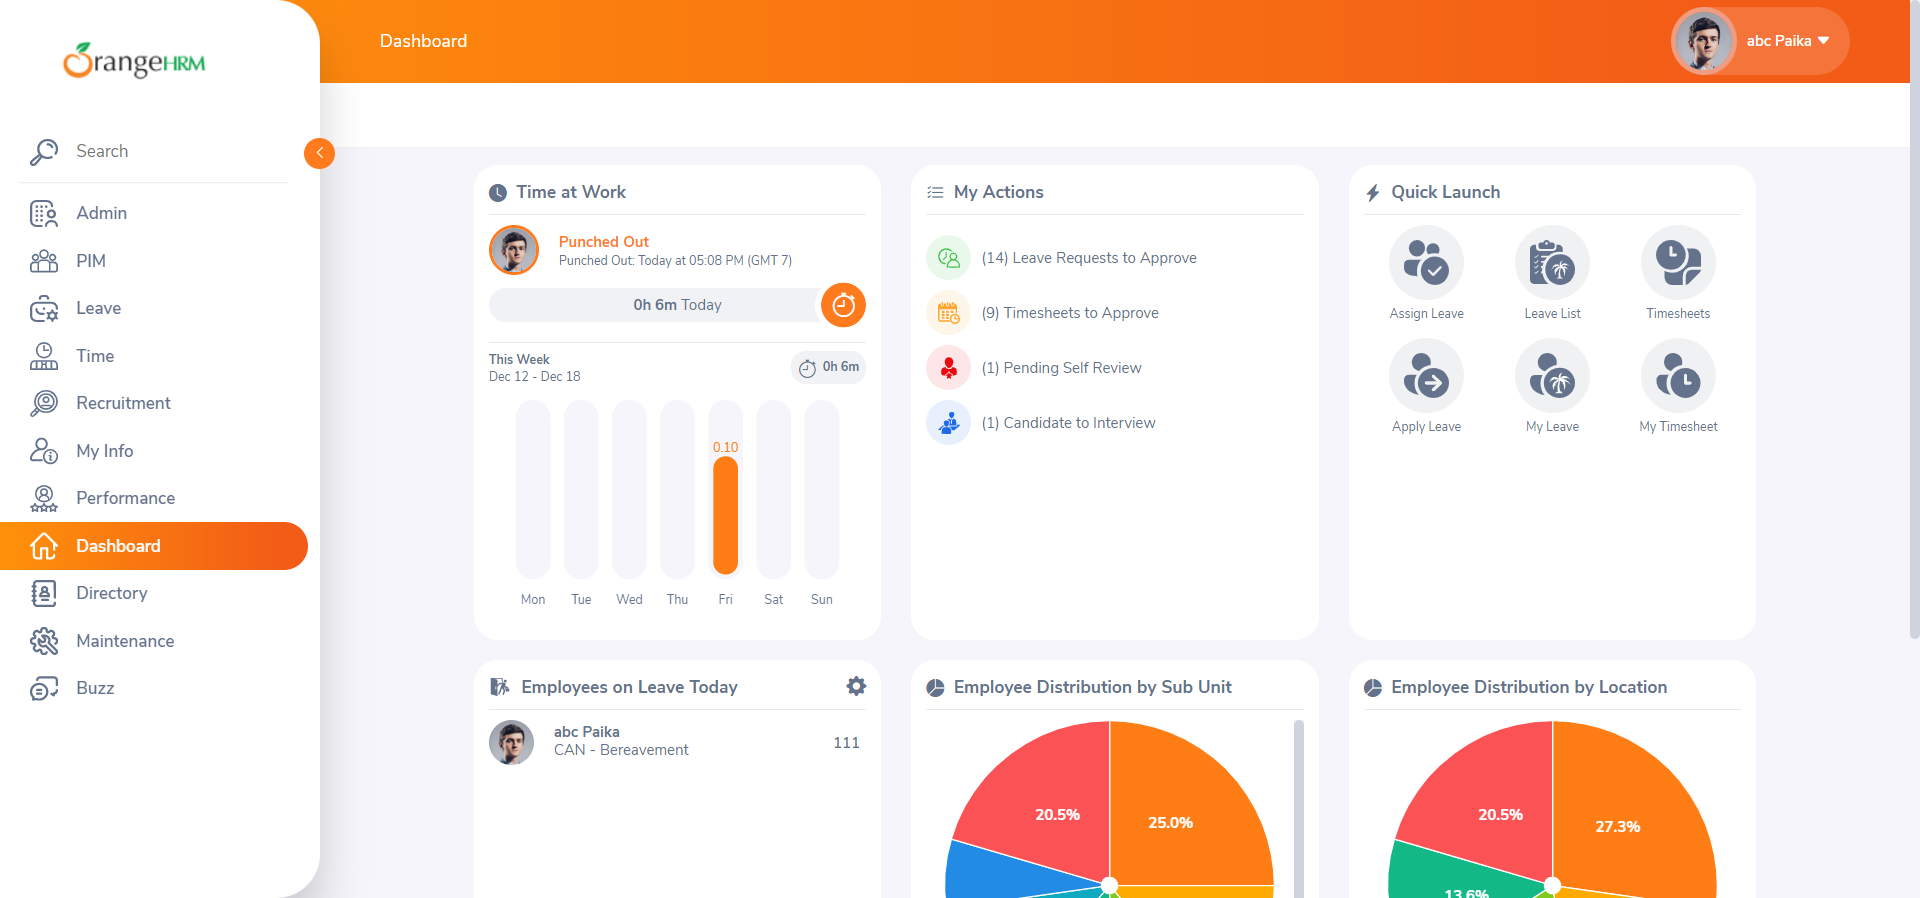 OrangeHRM
Search
Admin
PIM
Leave
Time
Recruitment
My Info
Performance
Dashboard
Directory
Maintenance
Buzz
Dashboard
abc Paika
Time at Work
Punched Out
Punched Out: Today at 05:08 PM (GMT 7)
0h 6m Today
This Week
Dec 12 - Dec 18
0h 6m
0.10
Mon Tue Wed Thu Fri Sat Sun
My Actions
(14) Leave Requests to Approve
(9) Timesheets to Approve
(1) Pending Self Review
(1) Candidate to Interview
Quick Launch
Assign Leave Leave List Timesheets
Apply Leave My Leave My Timesheet
Employees on Leave Today
abc Paika
CAN - Bereavement
111
Employee Distribution by Sub Unit
20.5%
25.0%
Employee Distribution by Location
20.5%
27.3%
13.6%